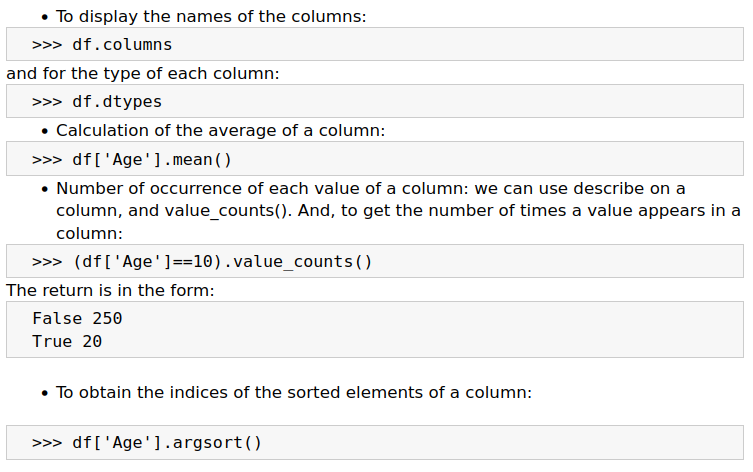 • To display the names of the columns:
>>> df.columns
and for the type of each column:
>>> df.dtypes
• Calculation of the average of a column:
>>> df['Age'].mean()
• Number of occurrence of each value of a column: we can use describe on a
column, and value_counts(). And, to get the number of times a value appears in a
column:
>>> (df['Age']==10).value_counts()
The return is in the form:
False 250
True 20
• To obtain the indices of the sorted elements of a column:
>>> df['Age'].argsort()